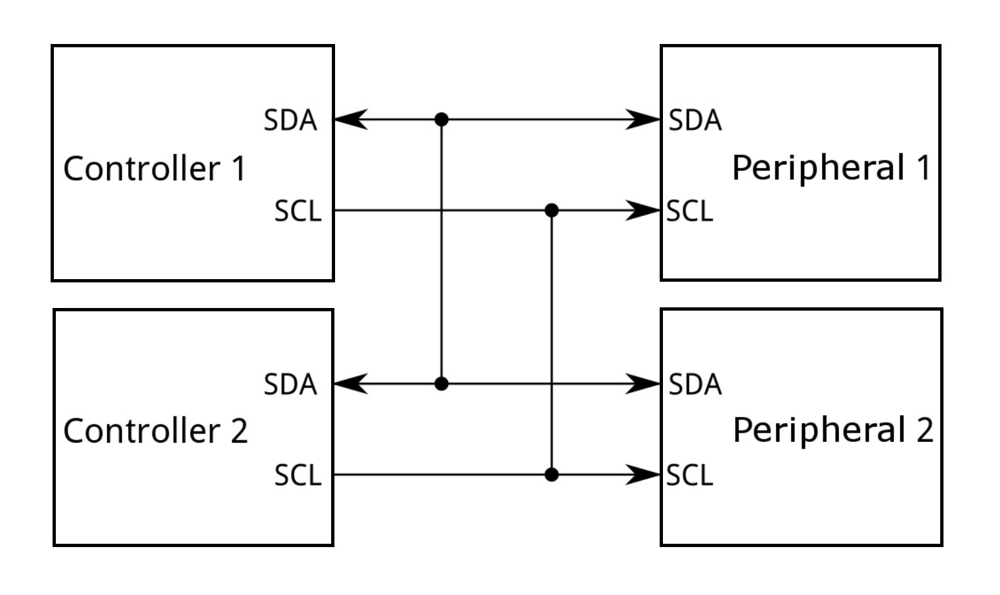 SDA
Controller 1
SCL
SDA
Peripheral 1
SCL
SDA
Controller 2
SCL
SDA
Peripheral 2
SCL